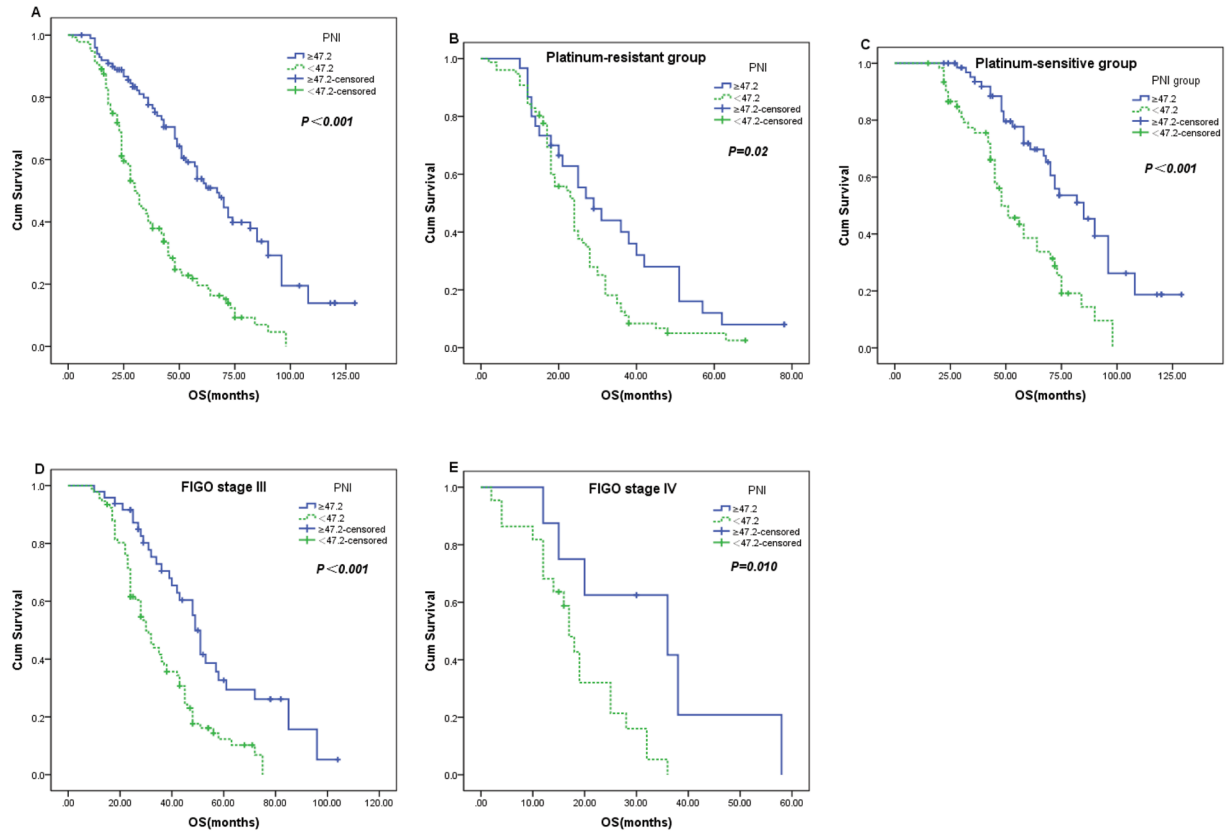 A
PNI
≥47.2
<47.2
≥47.2-censored
<47.2-censored
P<0.001
Cum Survival
1.0
0.8
0.6
0.4
0.2
0.0
.00 25.00 50.00 75.00 100.00 125.00
OS(months)
B
Platinum-resistant group
PNI
≥47.2
<47.2
≥47.2-censored
<47.2-censored
P=0.02
Cum Survival
1.0
0.8
0.6
0.4
0.2
0.0
.00 20.00 40.00 60.00 80.00
OS(months)
C
Platinum-sensitive group
PNI group
≥47.2
<47.2
≥47.2-censored
<47.2-censored
P<0.001
Cum Survival
1.0
0.8
0.6
0.4
0.2
0.0
.00 25.00 50.00 75.00 100.00 125.00
OS(months)
D
FIGO stage III
PNI
≥47.2
<47.2
≥47.2-censored
<47.2-censored
P<0.001
Cum Survival
1.0
0.8
0.6
0.4
0.2
0.0
.00 20.00 40.00 60.00 80.00 100.00 120.00
OS(months)
E
FIGO stage IV
PNI
≥47.2
<47.2
≥47.2-censored
<47.2-censored
P=0.010
Cum Survival
1.0
0.8
0.6
0.4
0.2
0.0
.00 10.00 20.00 30.00 40.00 50.00 60.00
OS(months)